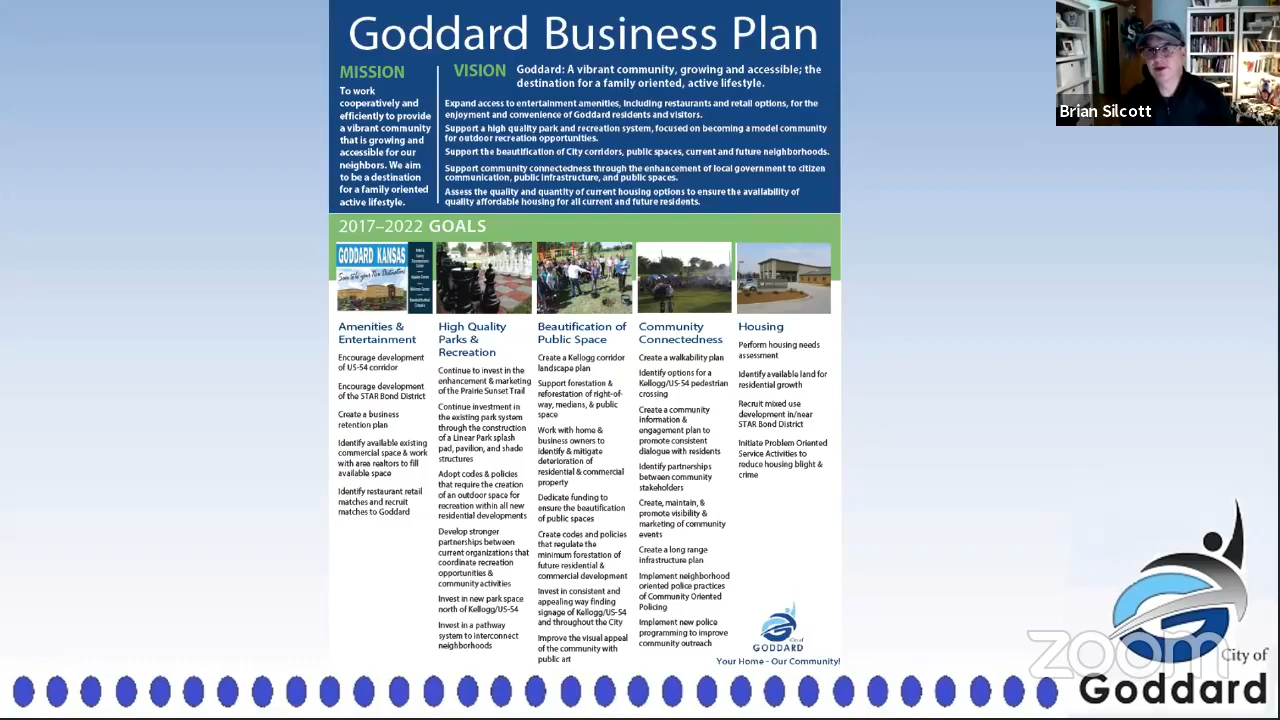 Goddard Business Plan
MISSION
To work
cooperatively and
efficiently to provide
a vibrant community
that is growing and
accessible for our
neighbors. We aim
to be a destination
for a family oriented
active lifestyle.
VISION
Goddard: A vibrant community, growing and accessible; the
destination for a family oriented, active lifestyle.
Expand access to entertainment amenities, including restaurants and retail options, for the
enjoyment and convenience of Goddard residents and visitors.
Support a high quality park and recreation system, focused on becoming a model community
for outdoor recreation opportunities.
Support the beautification of City corridors, public spaces, current and future neighborhoods.
Support community connectedness through the enhancement of local government to citizen
communication, public infrastructure, and public spaces.
Assess the quality and quantity of current housing options to ensure the availability of
quality affordable housing for all current and future residents.
2017–2022 GOALS
GODDARD KANSAS
Amenities &
Entertainment
Encourage development
of US-54 corridor
Encourage development
of the STAR Bond District
Create a business
retention plan
Identify available existing
commercial space & work
with area realtors to fill
available space
Identify restaurant retail
matches and recruit
matches to Goddard
High Quality
Parks &
Recreation
Continue to invest in the
enhancement & marketing
of the Prairie Sunset Trail
Continue investment in
the existing park system
through the construction
of a Linear Park splash
pad, pavilion, and shade
structures
Adopt codes & policies
that require the creation
of an outdoor space for
recreation within all new
residential developments
Develop stronger
partnerships between
current organizations that
coordinate recreation
opportunities &
community activities
Invest in new park space
north of Kellogg/US-54
Invest in a pathway
system to interconnect
neighborhoods
Beautification of
Public Space
Create a Kellogg corridor
landscape plan
Support forestation &
reforestation of right-of-
way, medians, & public
space
Work with home &
business owners to
identify & mitigate
deterioration of
residential & commercial
property
Dedicate funding to
ensure the beautification
of public spaces
Create codes and policies
that regulate the
minimum forestation of
future residential &
commercial development
Invest in consistent and
appealing way finding
signage of Kellogg/US-54
and throughout the City
Improve the visual appeal
of the community with
public art
Community
Connectedness
Create a walkability plan
Identify options for a
Kellogg/US-54 pedestrian
crossing
Create a community
information &
engagement plan to
promote consistent
dialogue with residents
Identify partnerships
between community
stakeholders
Create, maintain, &
promote visibility &
marketing of community
events
Create a long range
infrastructure plan
Implement neighborhood
oriented police practices
of Community Oriented
Policing
Implement new police
programming to improve
community outreach
Housing
Perform housing needs
assessment
Identify available land for
residential growth
Recruit mixed use
development in/near
STAR Bond District
Initiate Problem Oriented
Service Activities to
reduce housing blight &
crime
City of
GODDARD
Your Home - Our Community!
Brian Silcott
zoom
City of
Goddard